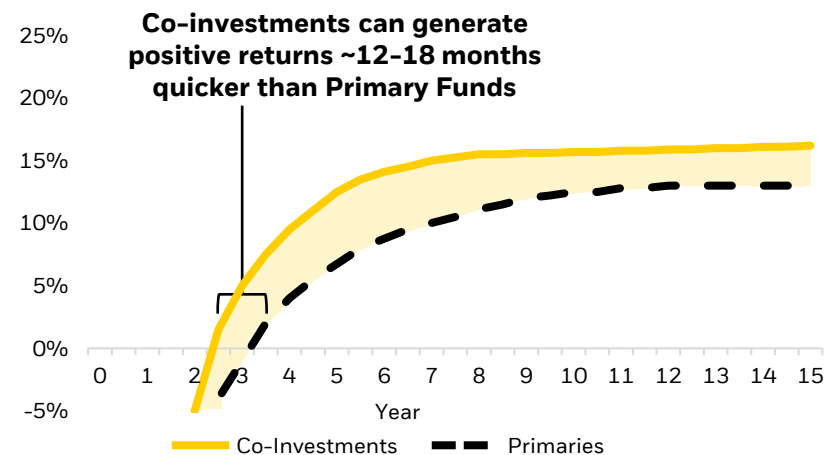 Co-investments can generate
positive returns ~12-18 months
quicker than Primary Funds
25%
20%
15%
10%
5%
0%
-5%
0 1 2 3 4 5 6 7 8 9 10 11 12 13 14 15
Year
Co-Investments Primaries